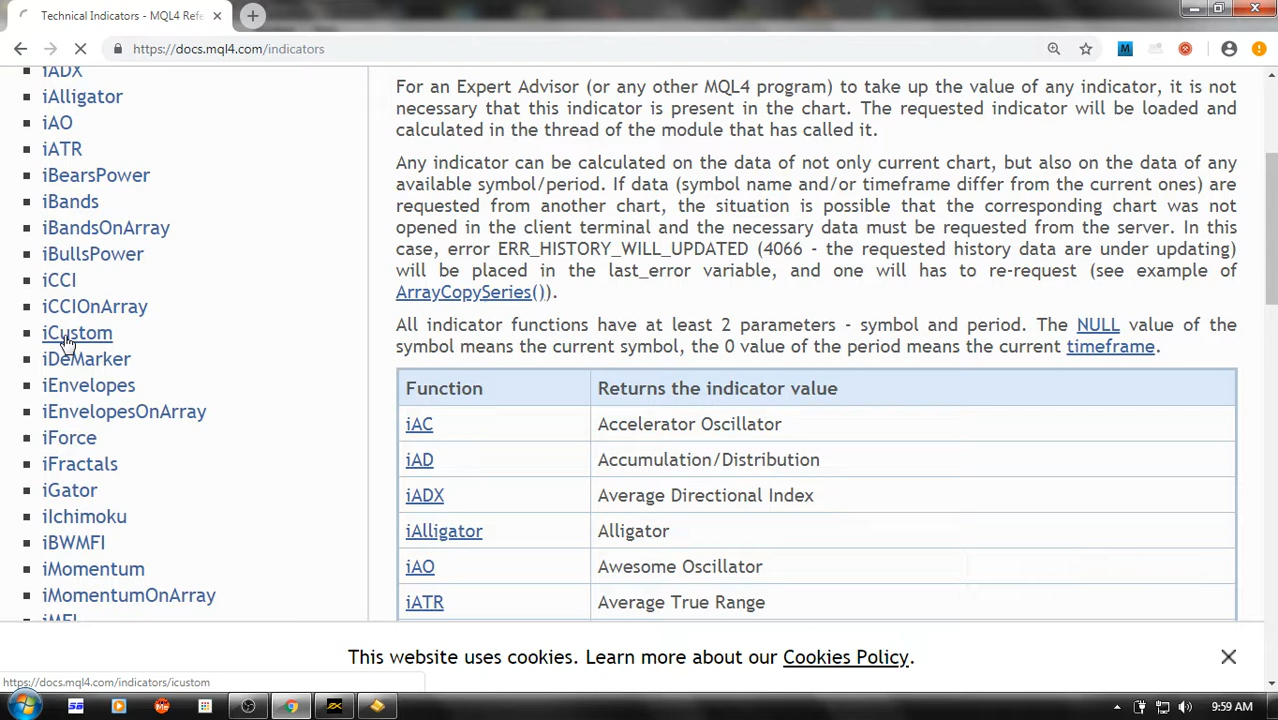 Technical Indicators - MQL4 Refe
https://docs.mql4.com/indicators
iADX
iAlligator
iAO
iATR
iBearsPower
iBands
iBandsOnArray
iBullsPower
iCCI
iCCIOnArray
iCustom
iDeMarker
iEnvelopes
iEnvelopesOnArray
iForce
iFractals
iGator
iIchimoku
iBWMFI
iMomentum
iMomentumOnArray
iMFI
For an Expert Advisor (or any other MQL4 program) to take up the value of any indicator, it is not
necessary that this indicator is present in the chart. The requested indicator will be loaded and
calculated in the thread of the module that has called it.
Any indicator can be calculated on the data of not only current chart, but also on the data of any
available symbol/period. If data (symbol name and/or timeframe differ from the current ones) are
requested from another chart, the situation is possible that the corresponding chart was not
opened in the client terminal and the necessary data must be requested from the server. In this
case, error ERR_HISTORY_WILL_UPDATED (4066 - the requested history data are under updating)
will be placed in the last_error variable, and one will has to re-request (see example of
ArrayCopySeries()).
All indicator functions have at least 2 parameters - symbol and period. The NULL value of the
symbol means the current symbol, the 0 value of the period means the current timeframe.
Function Returns the indicator value
iAC Accelerator Oscillator
iAD Accumulation/Distribution
iADX Average Directional Index
iAlligator Alligator
iAO Awesome Oscillator
iATR Average True Range
This website uses cookies. Learn more about our Cookies Policy.
https://docs.mql4.com/indicators/icustom
9:59 AM